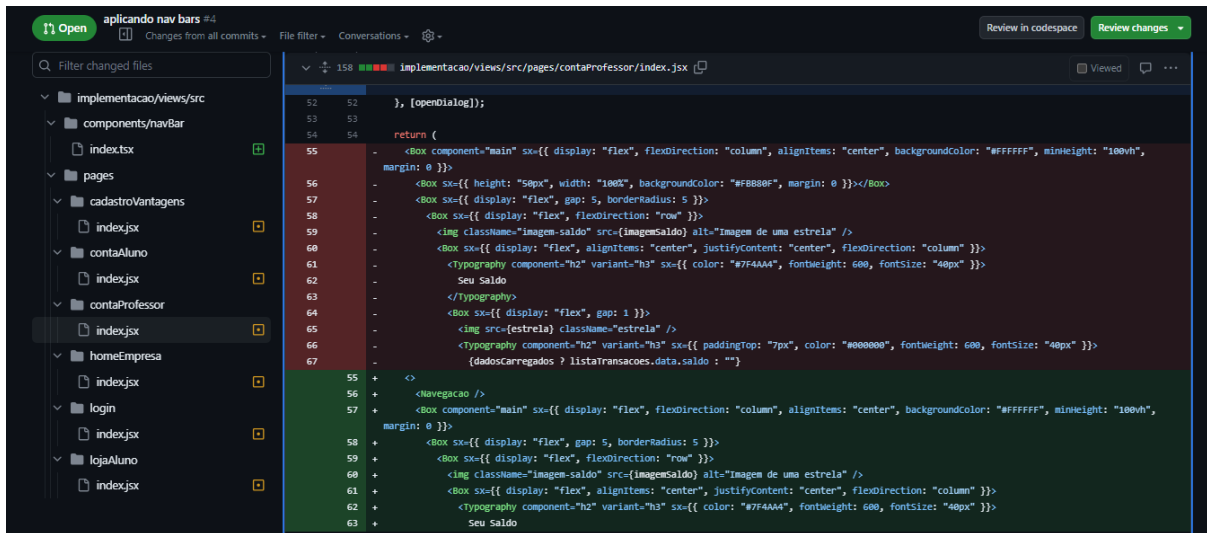 Open aplicando nav bars #4
Changes from all commits File filter Conversations
Review in codespace Review changes
Filter changed files
implementacao/views/src
components/navBar
index.tsx
pages
cadastroVantagens
index.jsx
contaAluno
index.jsx
contaProfessor
index.jsx
homeEmpresa
index.jsx
login
index.jsx
lojaAluno
index.jsx
158 implementacao/views/src/pages/contaProfessor/index.jsx Viewed
52 52 }, [openDialog]);
53 53
54 54 return (
55 - <Box component="main" sx={{ display: "flex", flexDirection: "column", alignItems: "center", backgroundColor: "#FFFFFF", minHeight: "100vh",
margin: 0 }}>
56 - <Box sx={{ height: "50px", width: "100%", backgroundColor: "#FBB80F", margin: 0 }}></Box>
57 - <Box sx={{ display: "flex", gap: 5, borderRadius: 5 }}>
58 - <Box sx={{ display: "flex", flexDirection: "row" }}>
59 - <img className="imagem-saldo" src={imagemSaldo} alt="Imagem de uma estrela" />
60 - <Box sx={{ display: "flex", alignItems: "center", justifyContent: "center", flexDirection: "column" }}>
61 - <Typography component="h2" variant="h3" sx={{ color: "#7F4AA4", fontWeight: 600, fontSize: "40px" }}>
62 - Seu Saldo
63 - </Typography>
64 - <Box sx={{ display: "flex", gap: 1 }}>
65 - <img src={estrela} className="estrela" />
66 - <Typography component="h2" variant="h3" sx={{ paddingTop: "7px", color: "#000000", fontWeight: 600, fontSize: "40px" }}>
67 - {dadosCarregados ? listaTransacoes.data.saldo : ""}
55 + <>
56 + <Navegacao />
57 + <Box component="main" sx={{ display: "flex", flexDirection: "column", alignItems: "center", backgroundColor: "#FFFFFF", minHeight: "100vh",
margin: 0 }}>
58 + <Box sx={{ display: "flex", gap: 5, borderRadius: 5 }}>
59 + <Box sx={{ display: "flex", flexDirection: "row" }}>
60 + <img className="imagem-saldo" src={imagemSaldo} alt="Imagem de uma estrela" />
61 + <Box sx={{ display: "flex", alignItems: "center", justifyContent: "center", flexDirection: "column" }}>
62 + <Typography component="h2" variant="h3" sx={{ color: "#7F4AA4", fontWeight: 600, fontSize: "40px" }}>
63 + Seu Saldo